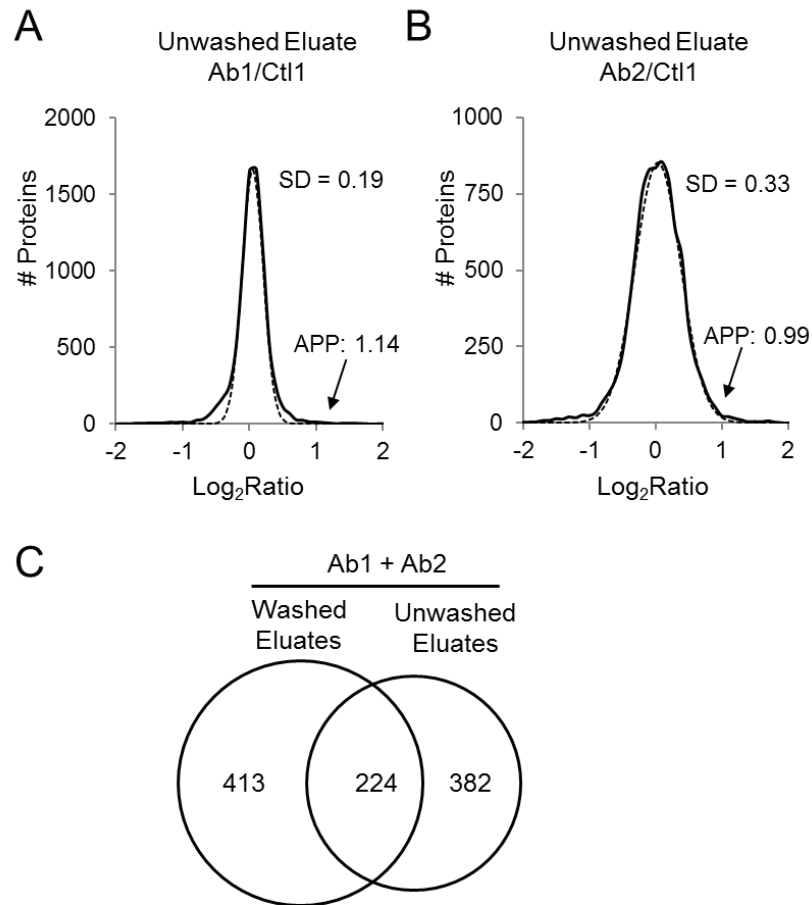 A
Unwashed Eluate
Ab1/Ctl1
2000
1500
1000
500
0
# Proteins
SD = 0.19
APP: 1.14
-2 -1 0 1 2
Log₂Ratio
B
Unwashed Eluate
Ab2/Ctl1
1000
750
500
250
0
# Proteins
SD = 0.33
APP: 0.99
-2 -1 0 1 2
Log₂Ratio
C
Ab1 + Ab2
Washed
Eluates
Unwashed
Eluates
413 224 382